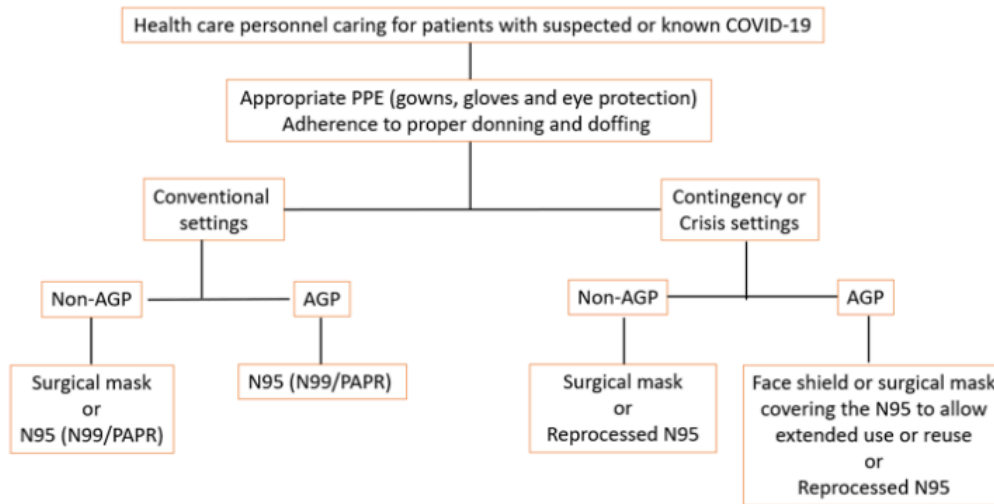 Health care personnel caring for patients with suspected or known COVID-19
Appropriate PPE (gowns, gloves and eye protection)
Adherence to proper donning and doffing
Conventional
settings
Contingency or
Crisis settings
Non-AGP
AGP
Non-AGP
AGP
Surgical mask
or
N95 (N99/PAPR)
N95 (N99/PAPR)
Surgical mask
or
Reprocessed N95
Face shield or surgical mask
covering the N95 to allow
extended use or reuse
or
Reprocessed N95